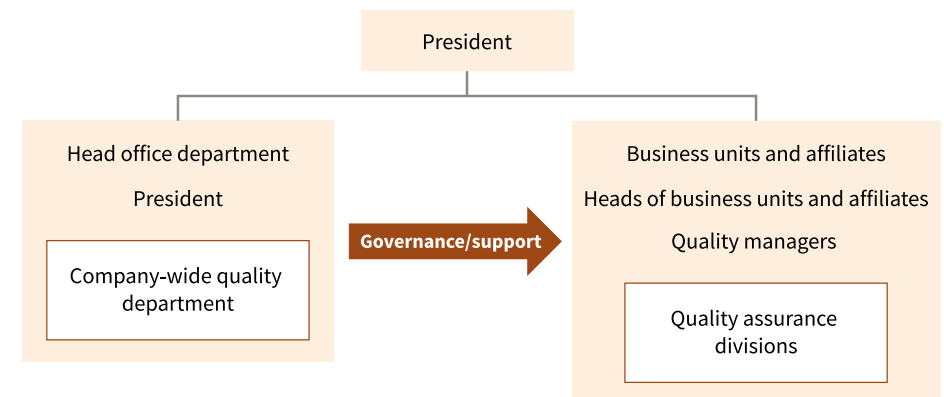 President
Head office department
President
Company-wide quality
department
Governance/support
Business units and affiliates
Heads of business units and affiliates
Quality managers
Quality assurance
divisions